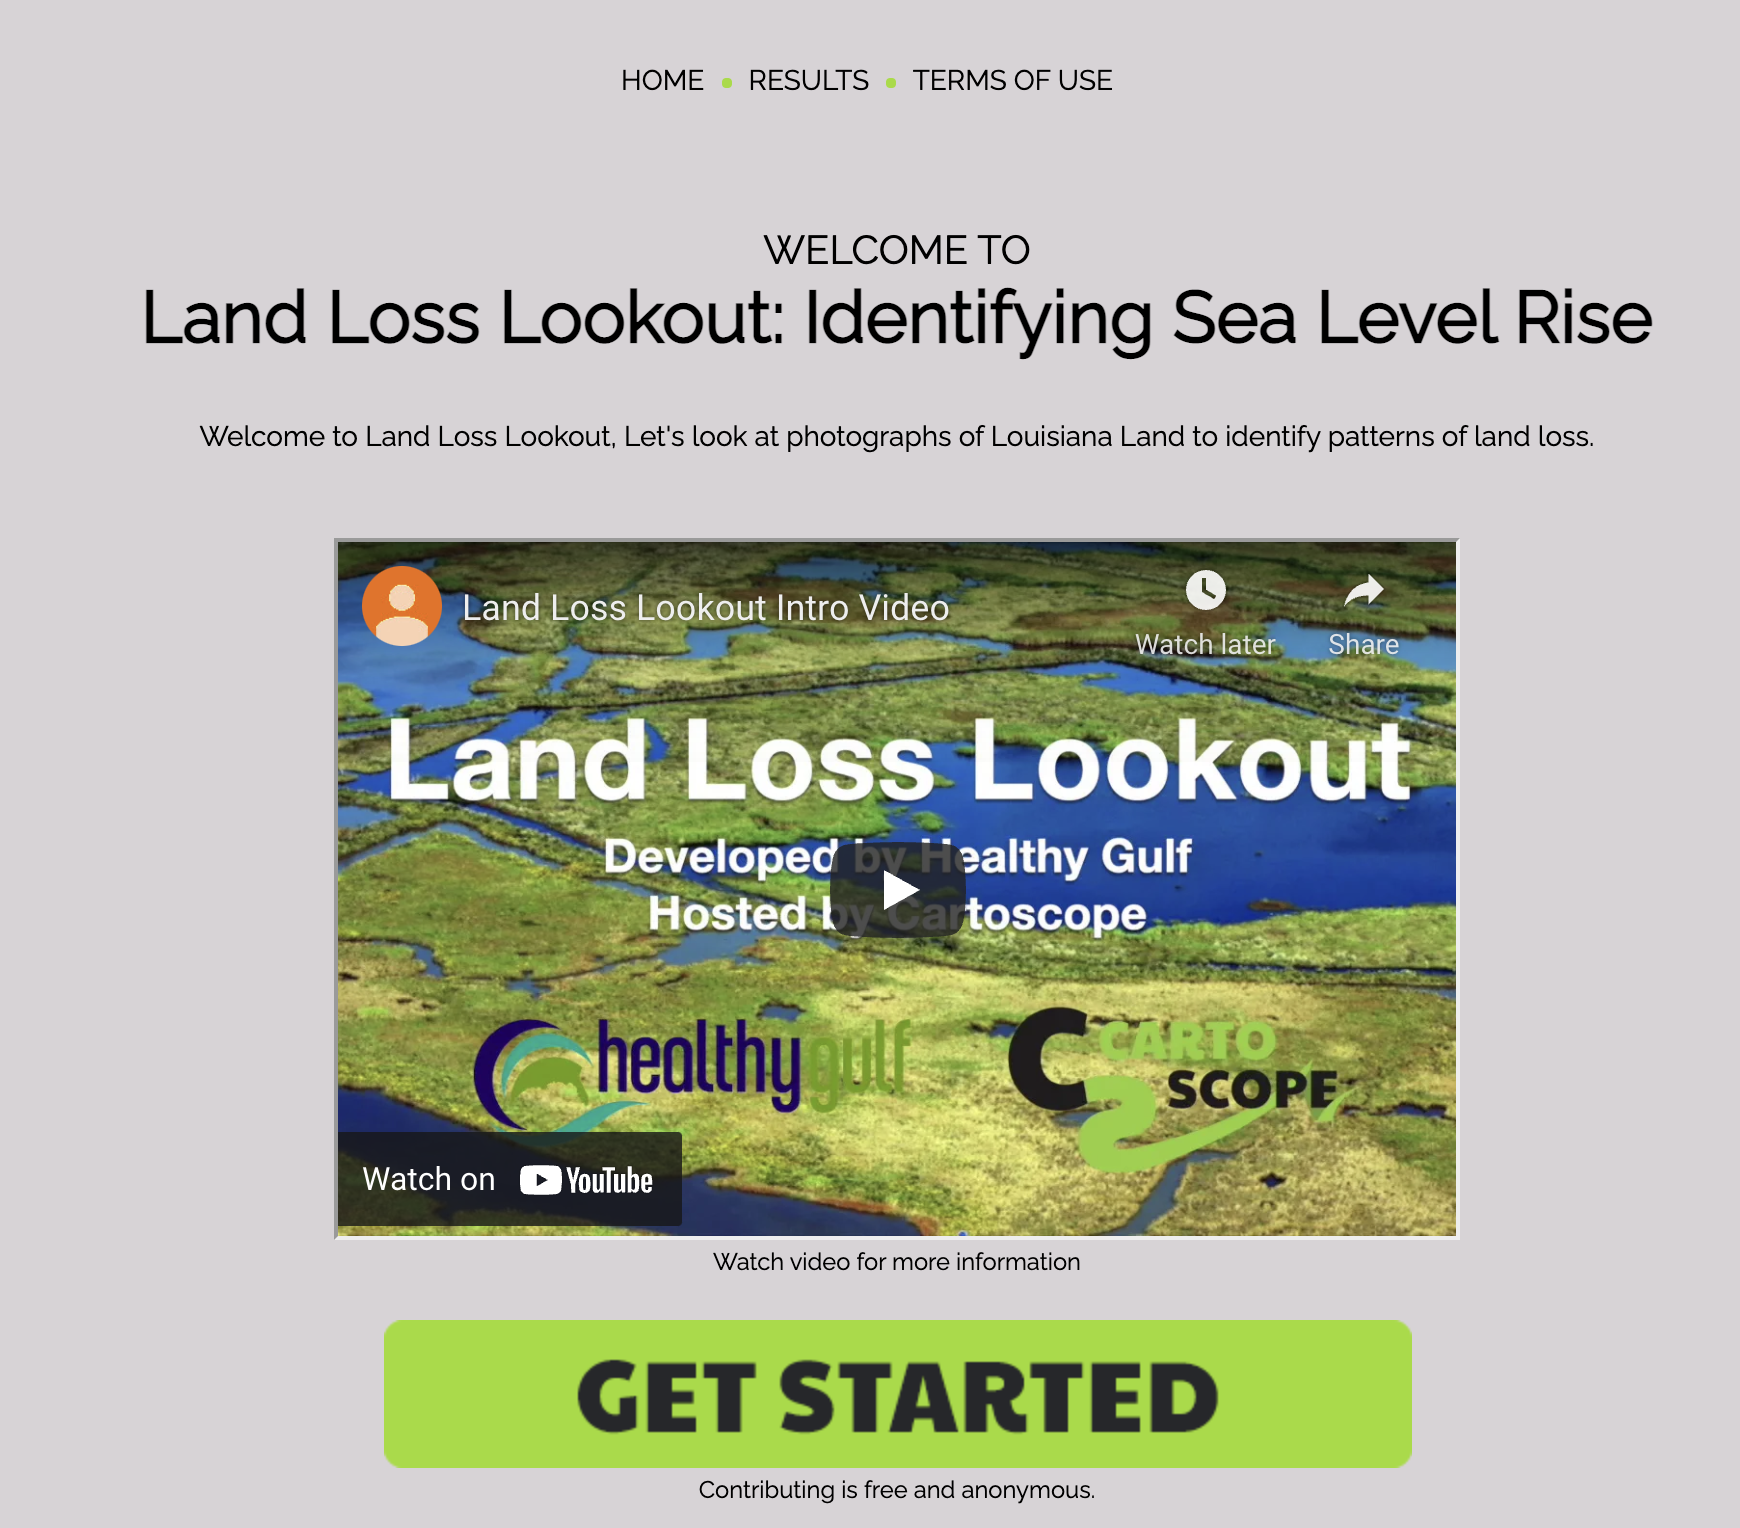 HOME • RESULTS • TERMS OF USE
WELCOME TO
Land Loss Lookout: Identifying Sea Level Rise
Welcome to Land Loss Lookout, Let's look at photographs of Louisiana Land to identify patterns of land loss.
Land Loss Lookout Intro Video
Watch later
Share
Land Loss Lookout
Developed by Healthy Gulf
Hosted by Cartoscope
healthygulf
CARTO
SCOPE
Watch on YouTube
Watch video for more information
GET STARTED
Contributing is free and anonymous.